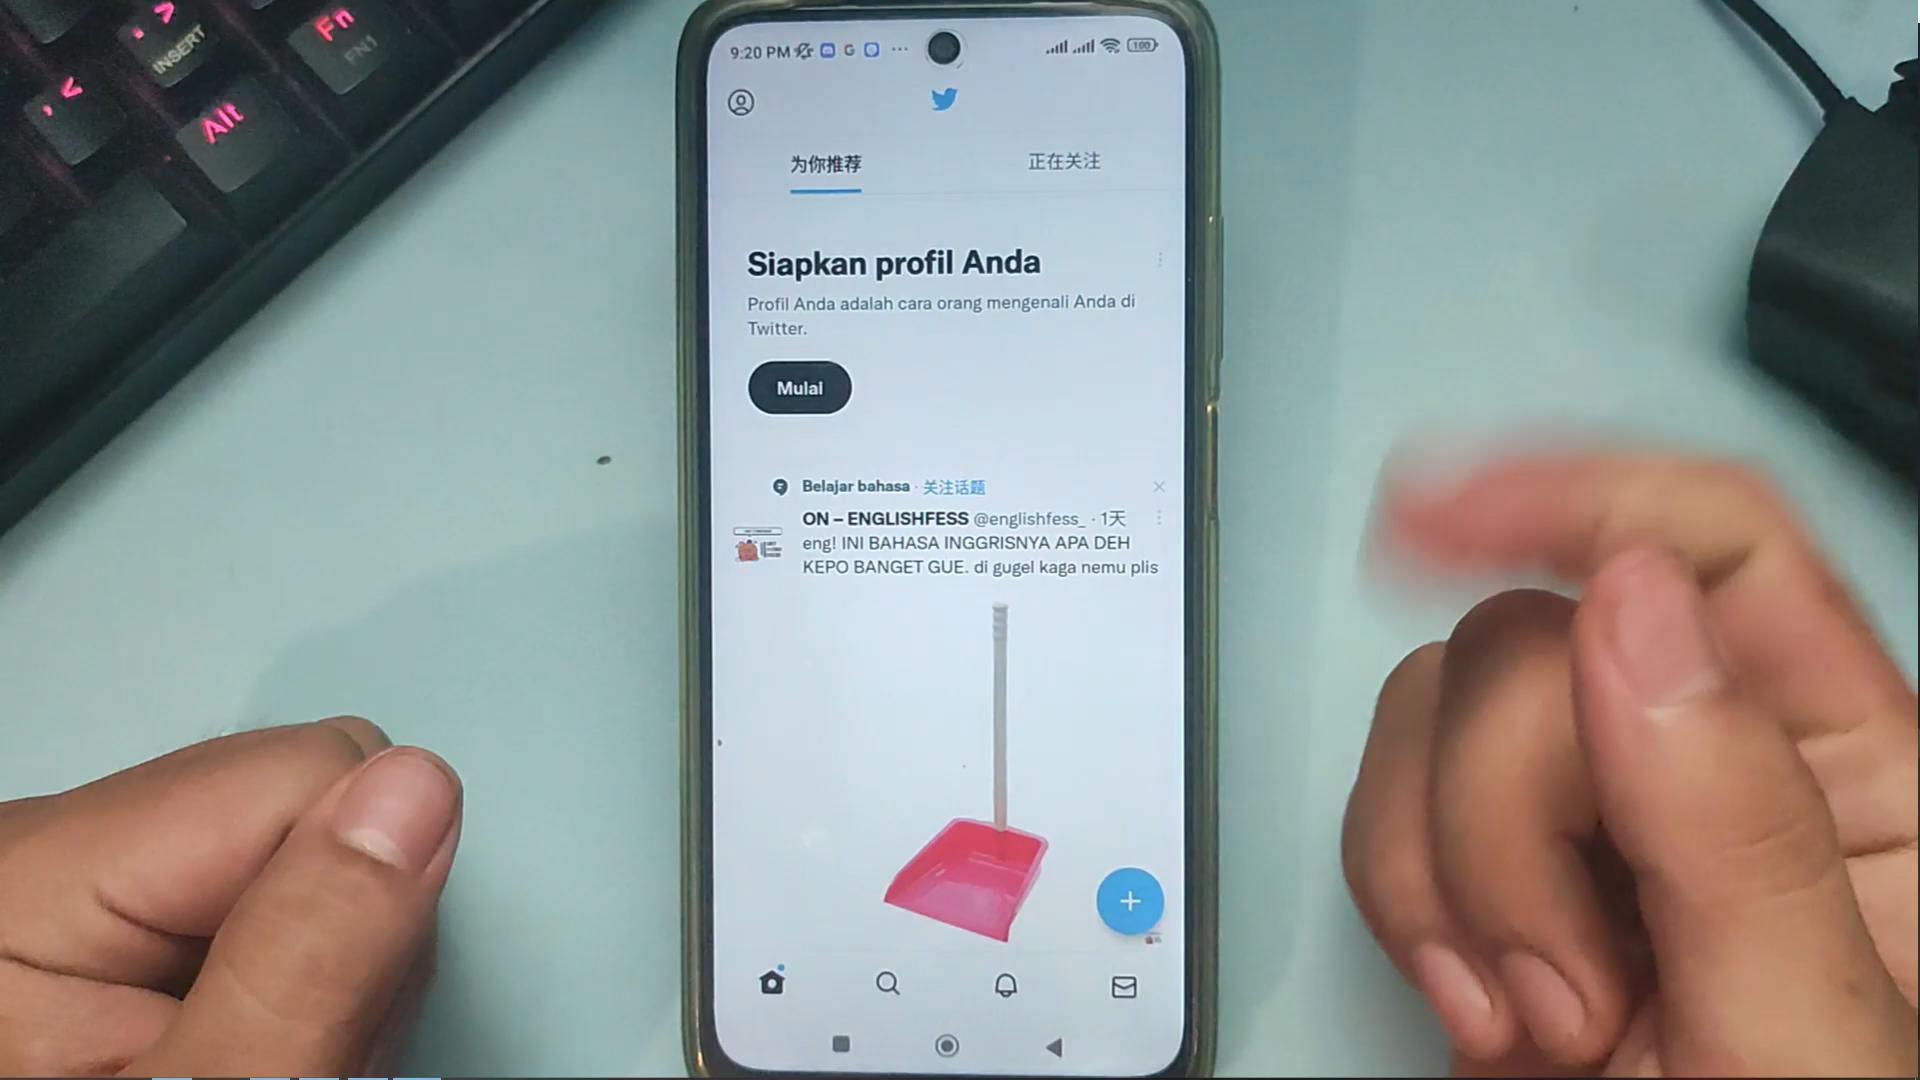 INSERT
Fn
FN1
Alt
9:20 PM
100
为你推荐
正在关注
Siapkan profil Anda
Profil Anda adalah cara orang mengenali Anda di
Twitter.
Mulai
Belajar bahasa · 关注话题
ON – ENGLISHFESS @englishfess_ · 1天
eng! INI BAHASA INGGRISNYA APA DEH
KEPO BANGET GUE. di gugel kaga nemu plis